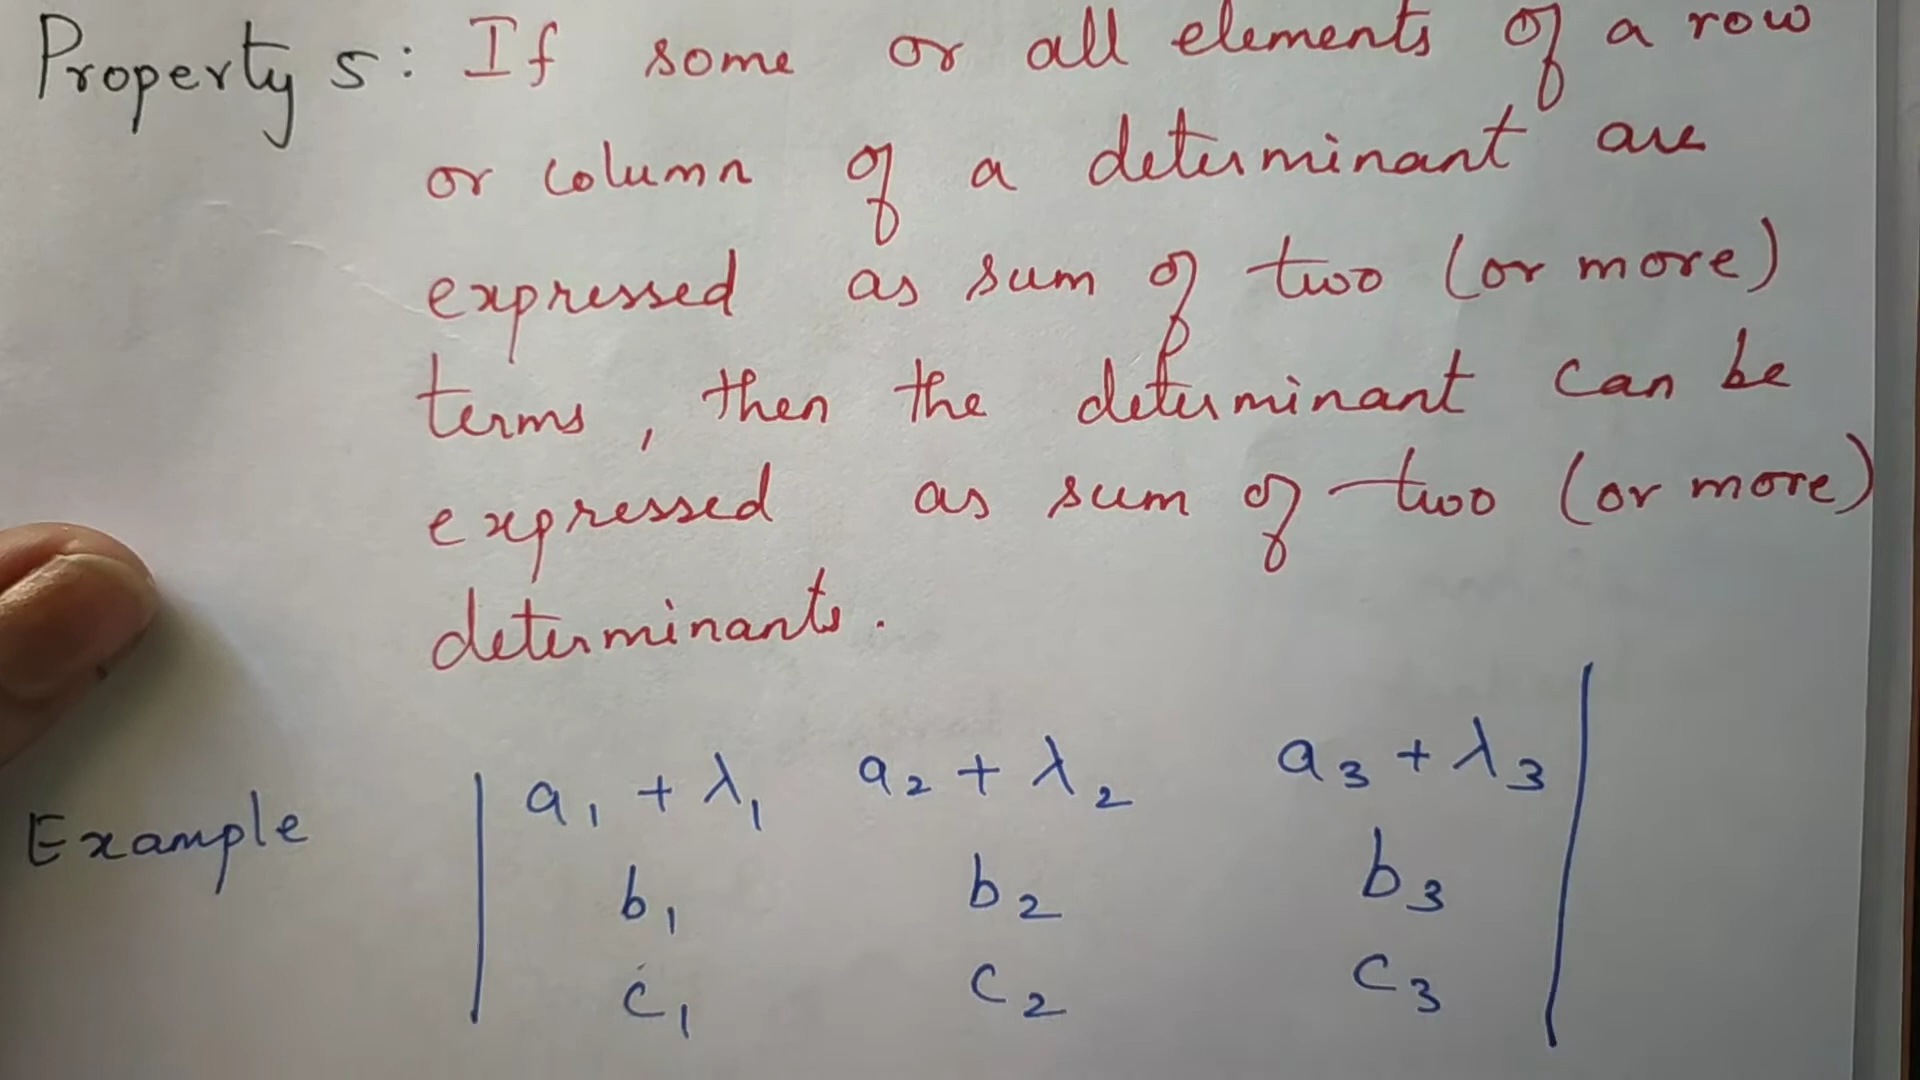 Property 5: If some or all elements of a row
or column of a determinant are
expressed as sum of two (or more)
terms, then the determinant can be
expressed as sum of two (or more)
determinants.
Example | a₁ + λ₁ a₂ + λ₂ a₃ + λ₃ |
b₁ b₂ b₃
c₁ c₂ c₃